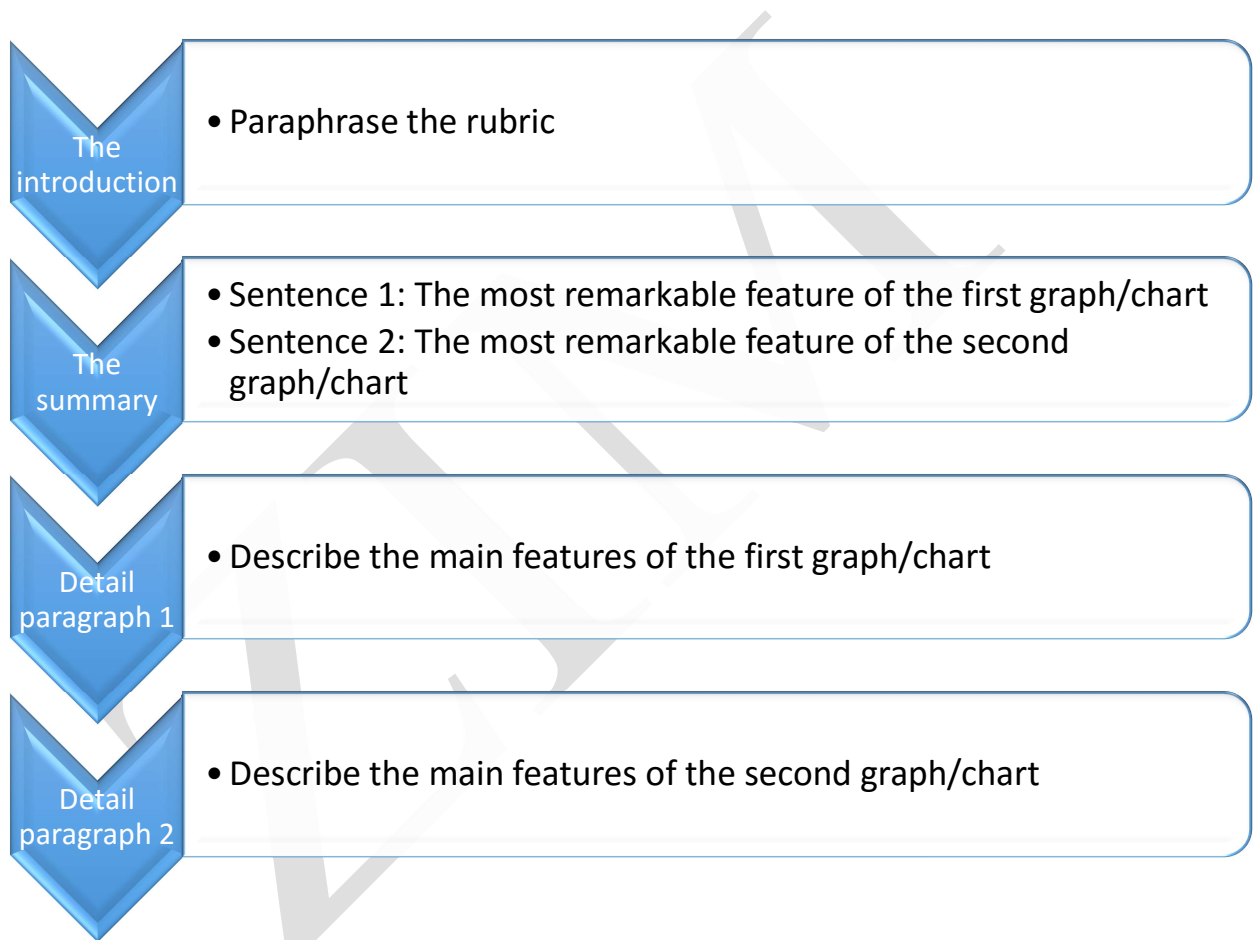 The
introduction
• Paraphrase the rubric
The
summary
• Sentence 1: The most remarkable feature of the first graph/chart
• Sentence 2: The most remarkable feature of the second
graph/chart
Detail
paragraph 1
• Describe the main features of the first graph/chart
Detail
paragraph 2
• Describe the main features of the second graph/chart
ZIM